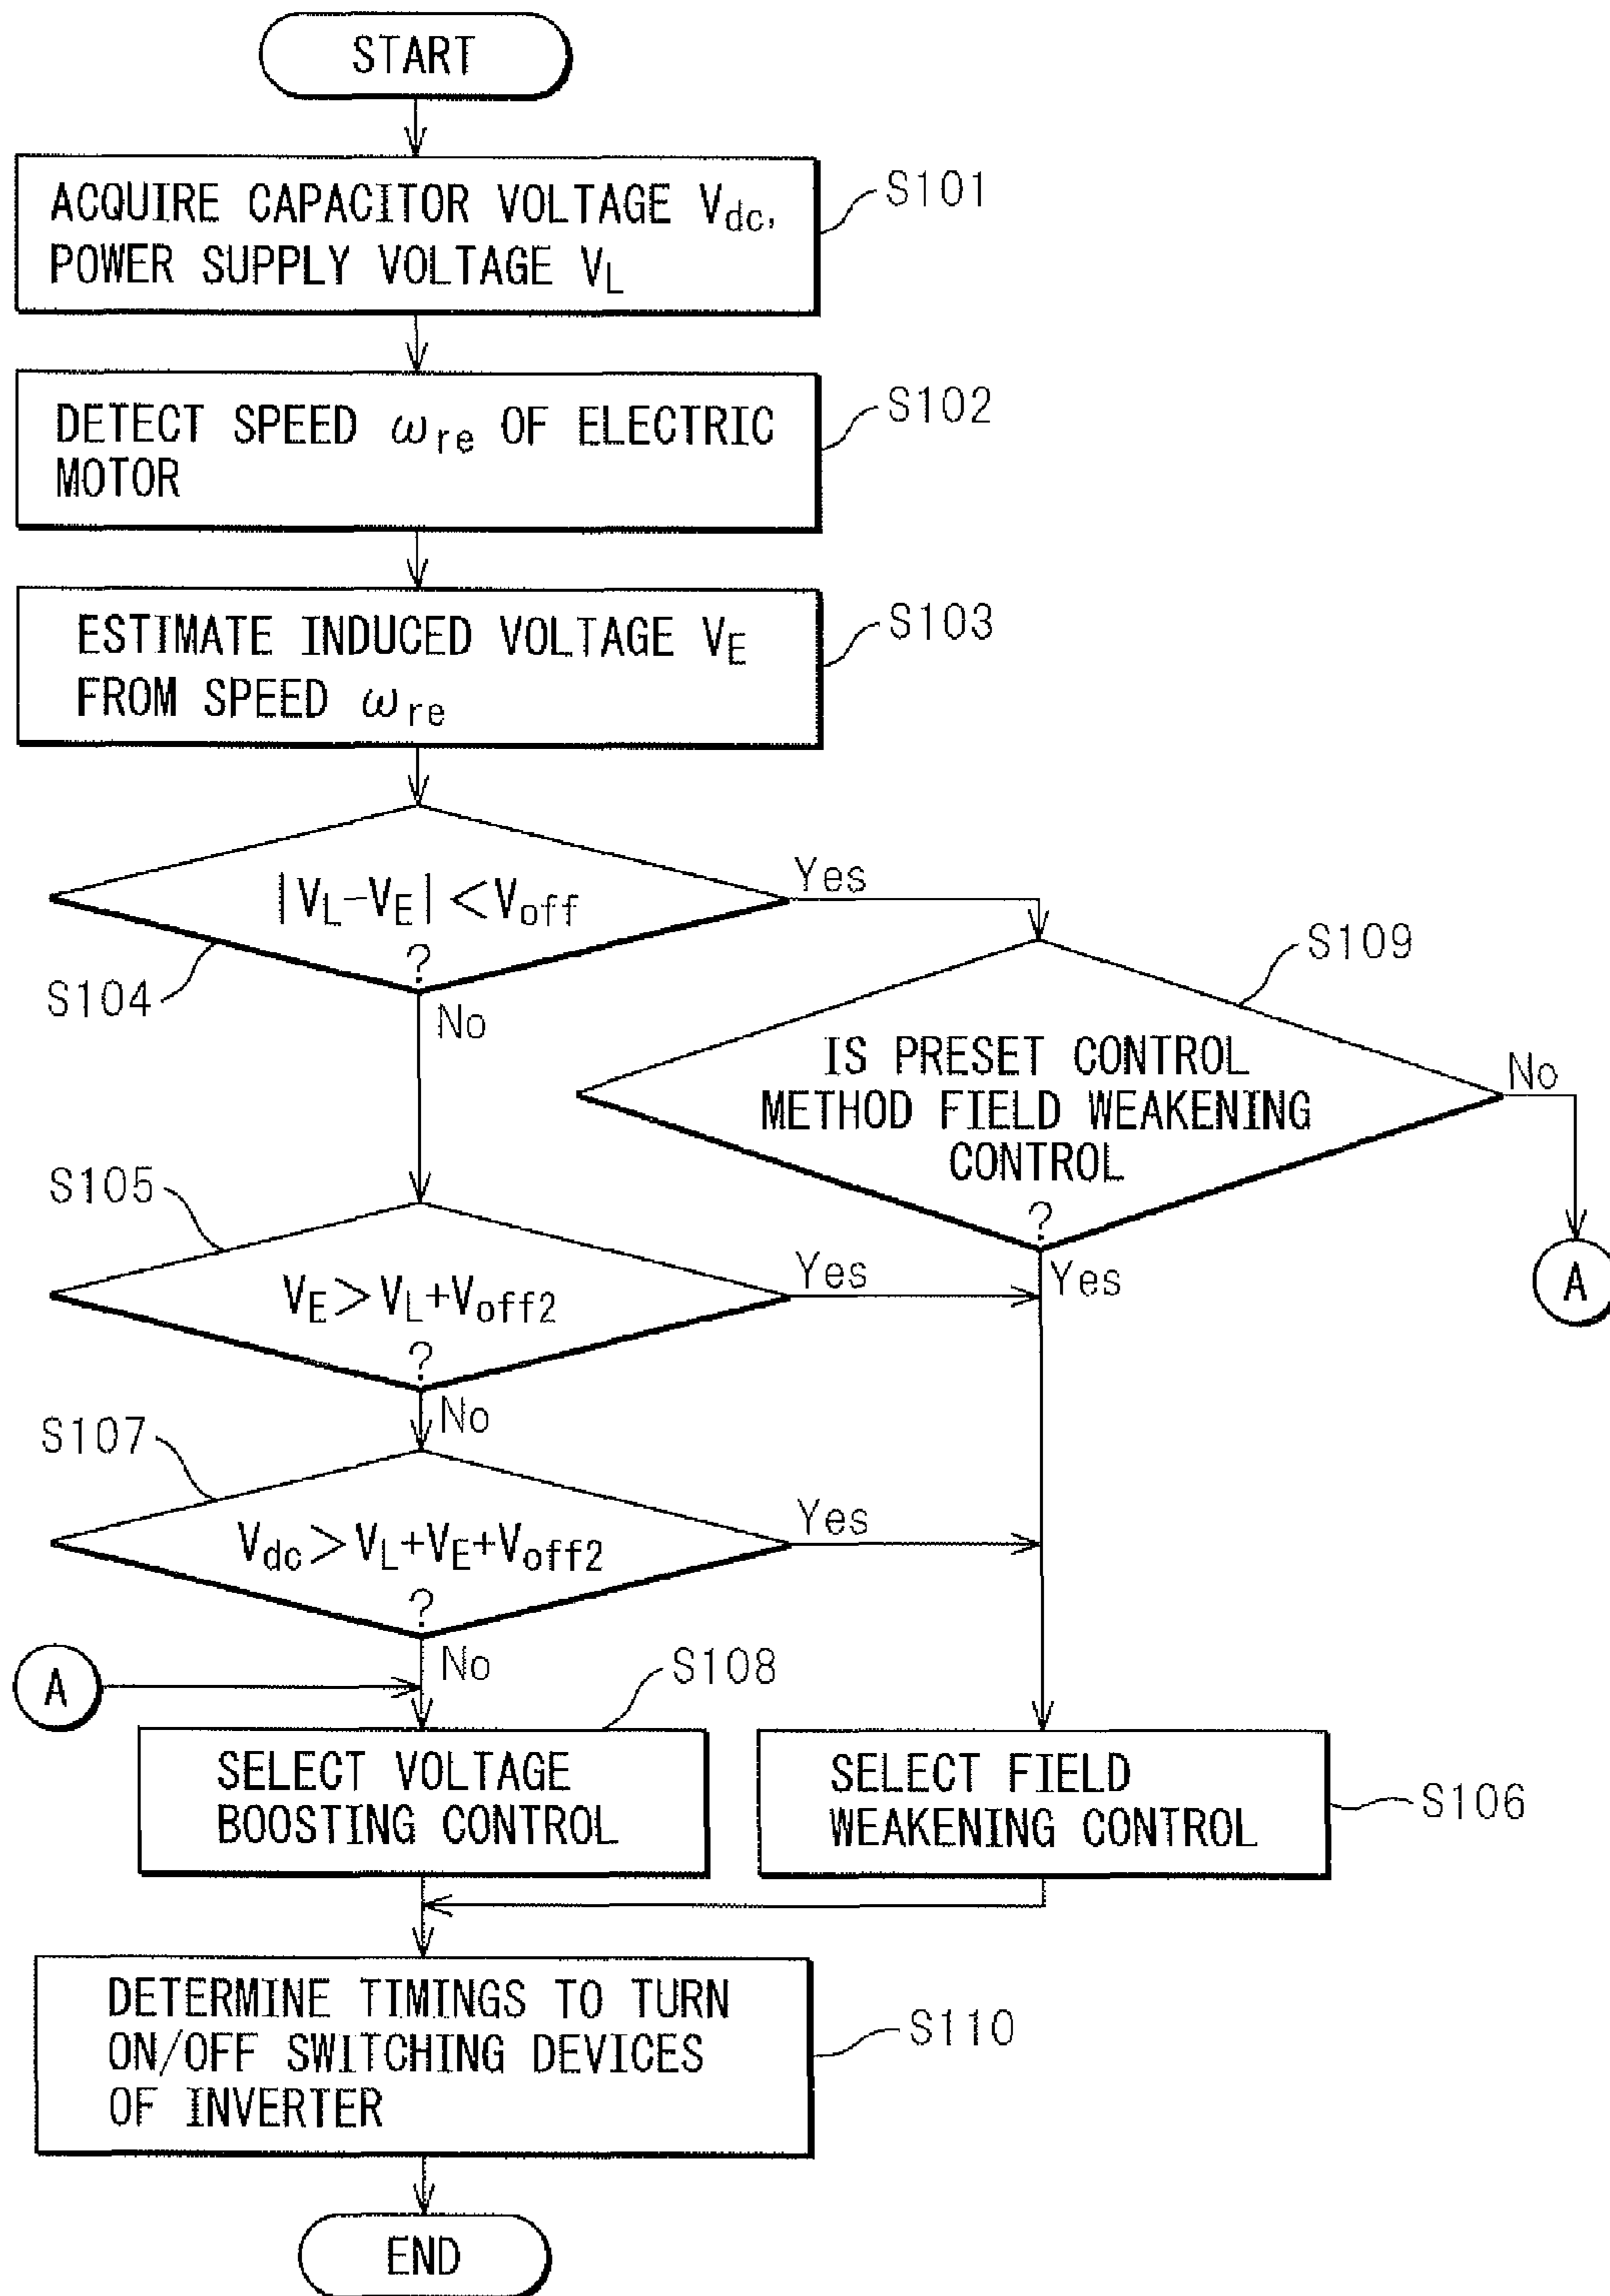 START
ACQUIRE CAPACITOR VOLTAGE Vdc,
POWER SUPPLY VOLTAGE VL
S101
DETECT SPEED ωre OF ELECTRIC
MOTOR
S102
ESTIMATE INDUCED VOLTAGE VE
FROM SPEED ωre
S103
|VL-VE|<Voff
?
Yes
S104
No
S109
IS PRESET CONTROL
METHOD FIELD WEAKENING
CONTROL
?
No
Yes
A
S105
VE>VL+Voff2
?
Yes
No
S107
Vdc>VL+VE+Voff2
?
Yes
No
A
S108
SELECT VOLTAGE
BOOSTING CONTROL
SELECT FIELD
WEAKENING CONTROL
S106
DETERMINE TIMINGS TO TURN
ON/OFF SWITCHING DEVICES
OF INVERTER
S110
END